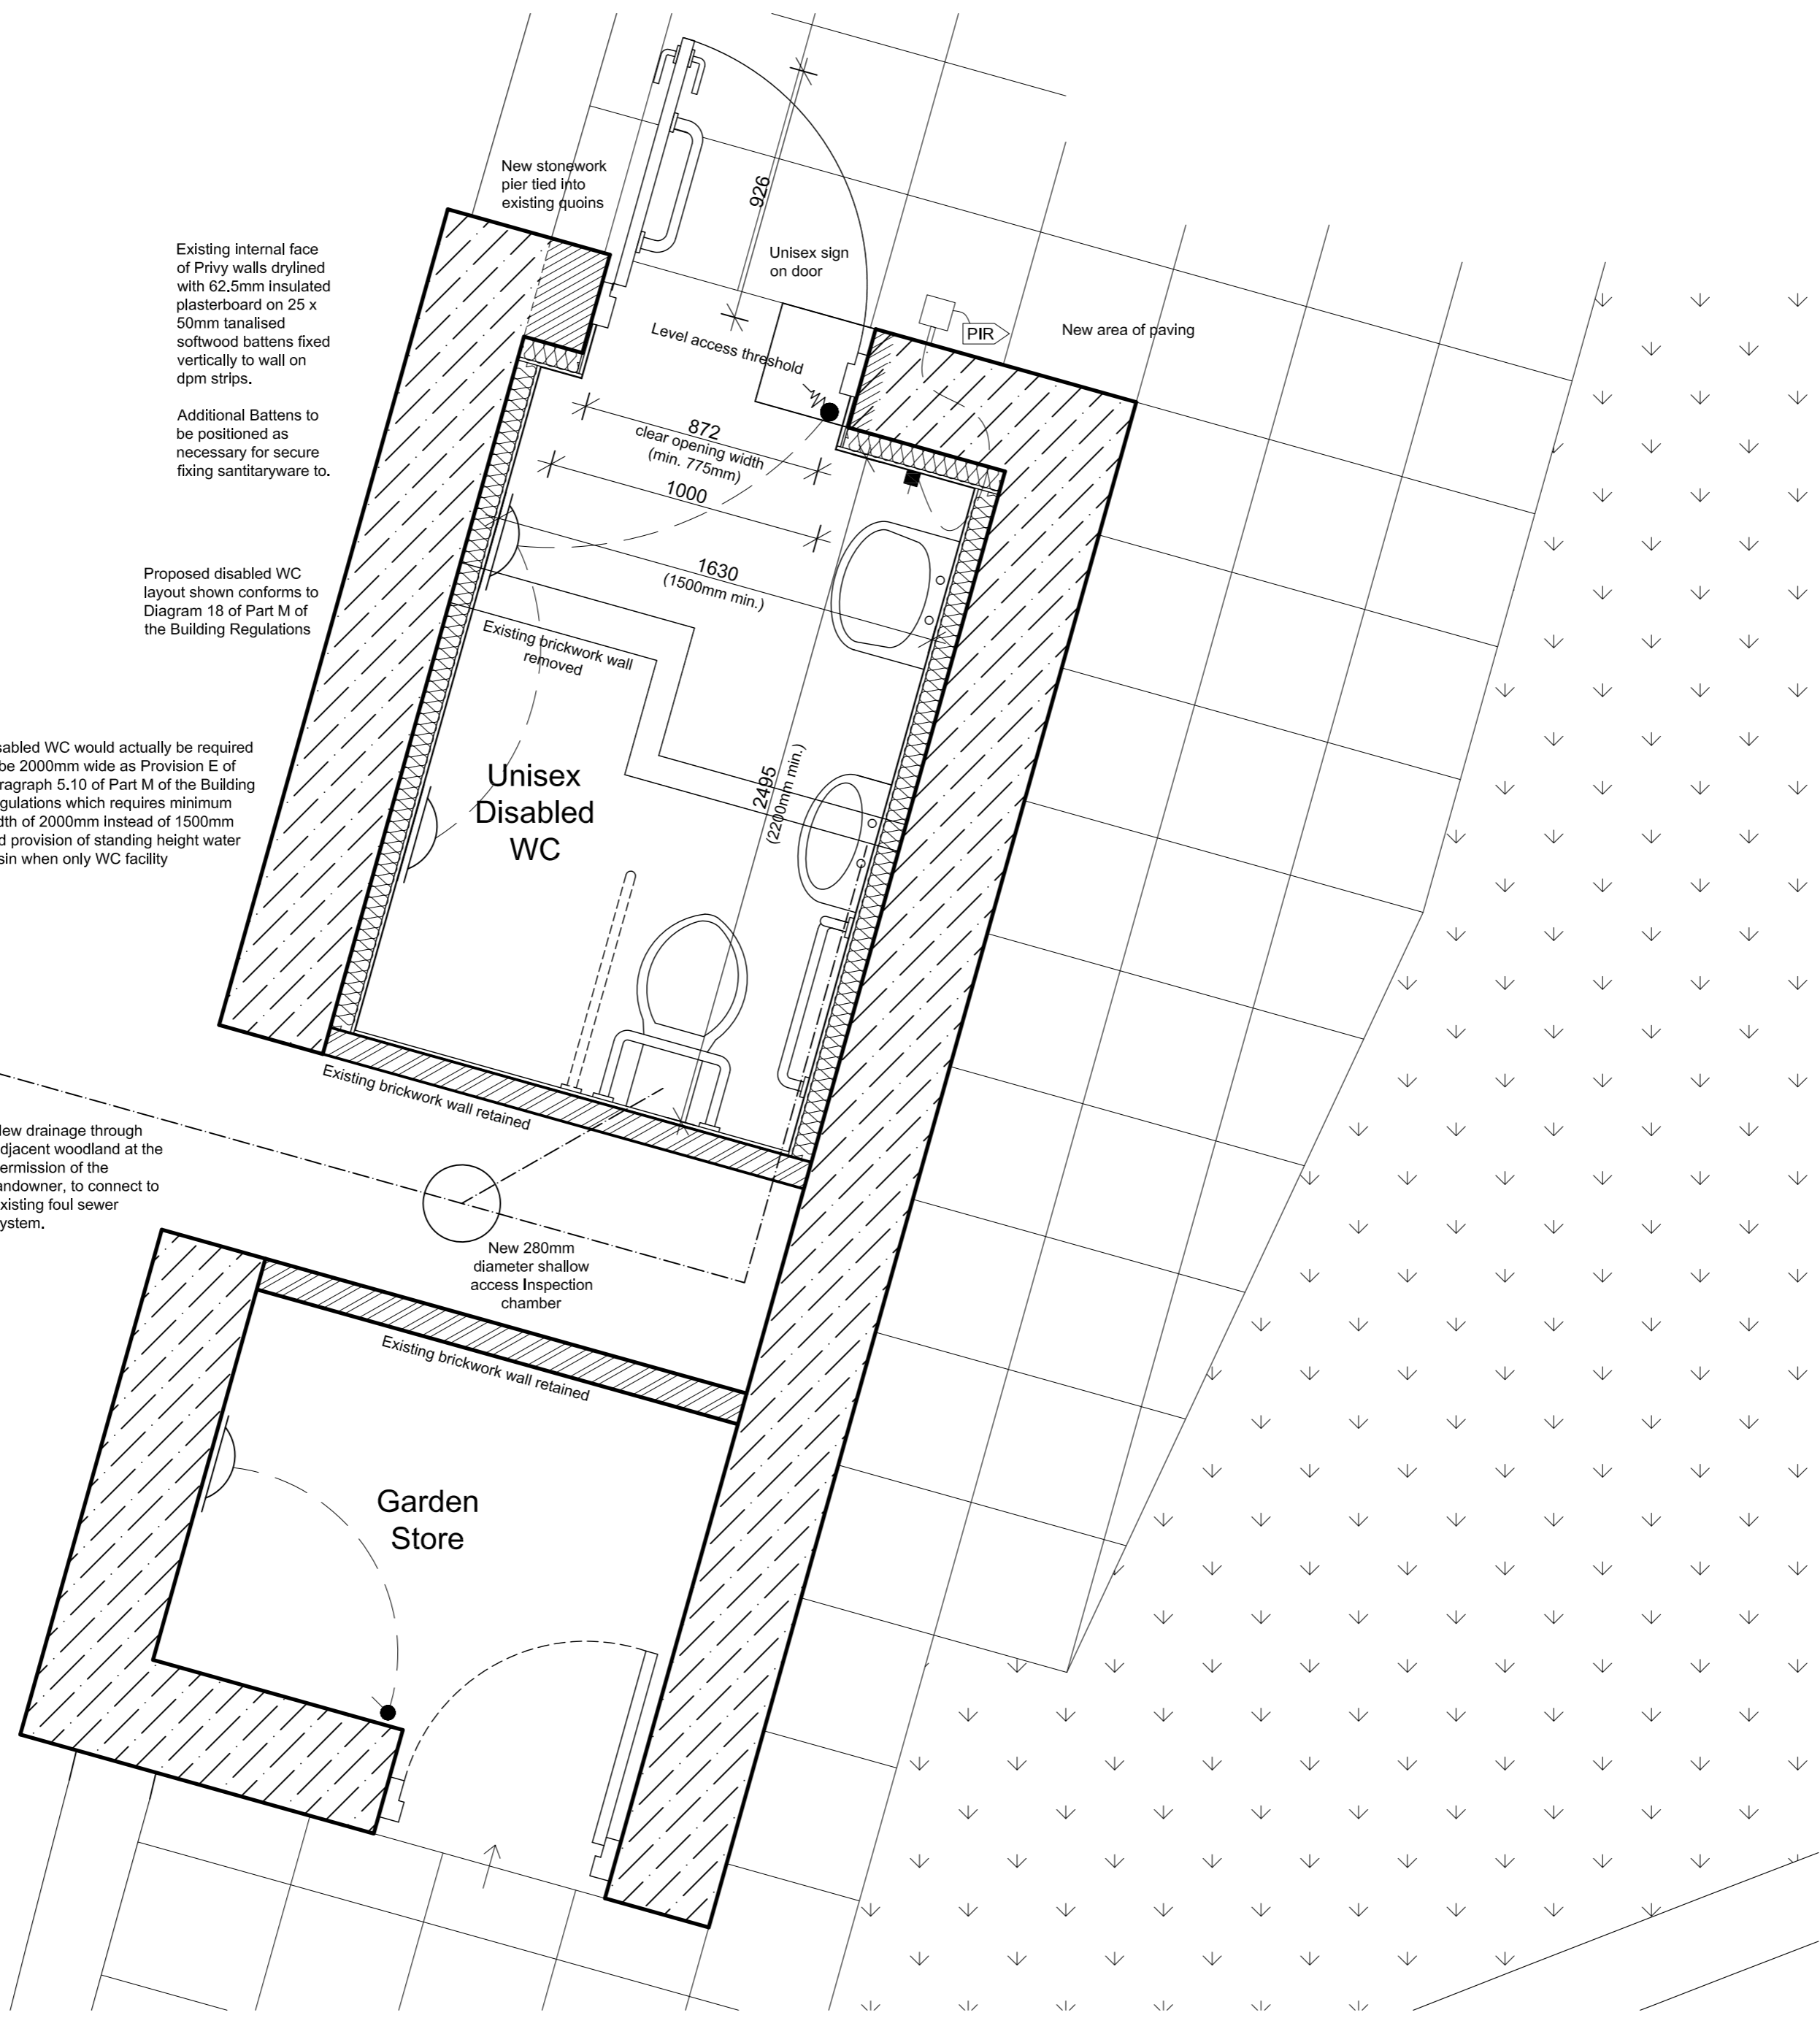 New stonework
pier tied into
existing quoins
926
Existing internal face
of Privy walls drylined
with 62.5mm insulated
plasterboard on 25 x
50mm tanalised
softwood battens fixed
vertically to wall on
dpm strips.
Additional Battens to
be positioned as
necessary for secure
fixing santitaryware to.
Unisex sign
on door
Level access threshold
PIR
New area of paving
872
clear opening width
(min. 775mm)
1000
1630
(1500mm min.)
Proposed disabled WC
layout shown conforms to
Diagram 18 of Part M of
the Building Regulations
Existing brickwork wall
removed
sabled WC would actually be required
be 2000mm wide as Provision E of
ragraph 5.10 of Part M of the Building
gulations which requires minimum
dth of 2000mm instead of 1500mm
d provision of standing height water
sin when only WC facility
Unisex
Disabled
WC
2495
(2200mm min.)
Existing brickwork wall retained
lew drainage through
djacent woodland at the
ermission of the
andowner, to connect to
xisting foul sewer
ystem.
New 280mm
diameter shallow
access Inspection
chamber
Existing brickwork wall retained
Garden
Store